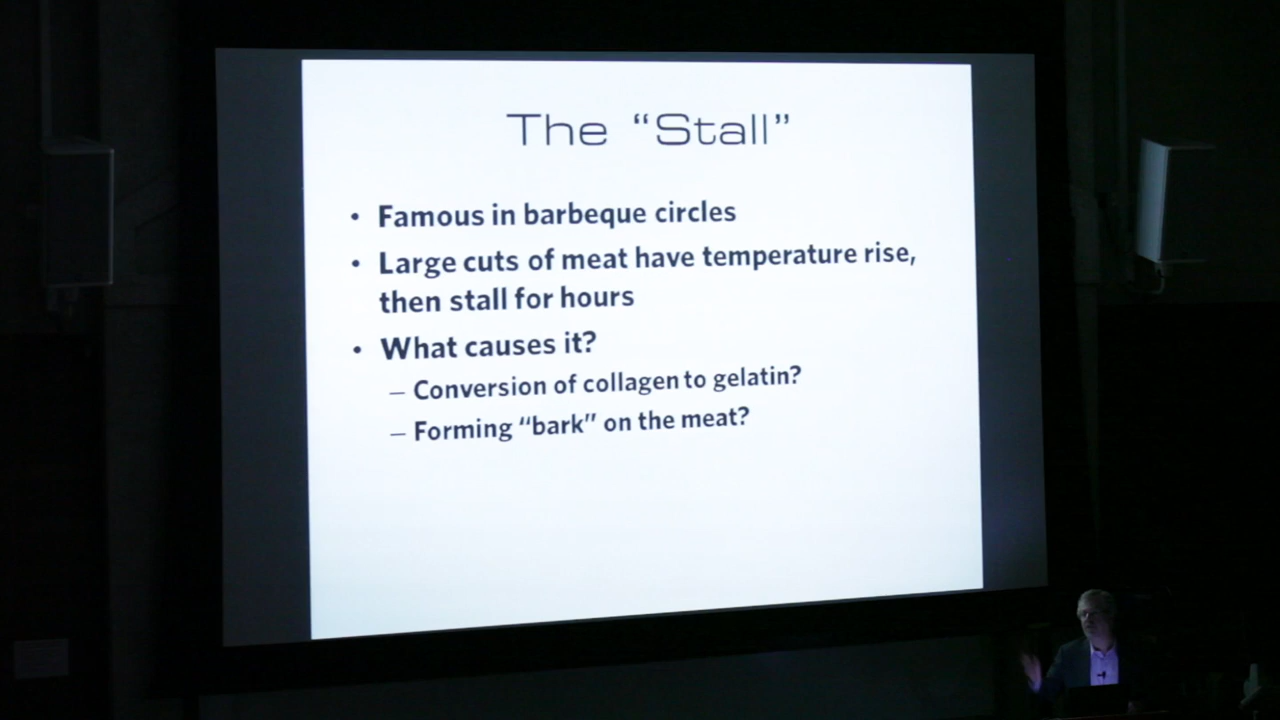 The “Stall”
• Famous in barbeque circles
• Large cuts of meat have temperature rise,
then stall for hours
• What causes it?
– Conversion of collagen to gelatin?
– Forming “bark” on the meat?